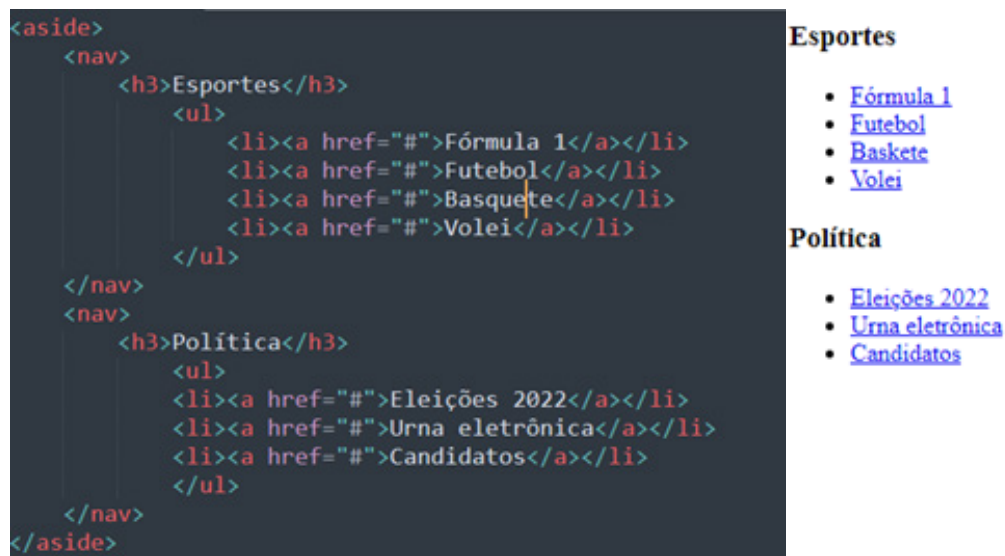 <aside>
<nav>
<h3>Esportes</h3>
<ul>
<li><a href="#">Fórmula 1</a></li>
<li><a href="#">Futebol</a></li>
<li><a href="#">Basquete</a></li>
<li><a href="#">Volei</a></li>
</ul>
</nav>
<nav>
<h3>Política</h3>
<ul>
<li><a href="#">Eleições 2022</a></li>
<li><a href="#">Urna eletrônica</a></li>
<li><a href="#">Candidatos</a></li>
</ul>
</nav>
</aside>
Esportes
• Fórmula 1
• Futebol
• Baskete
• Volei
Política
• Eleições 2022
• Urna eletrônica
• Candidatos